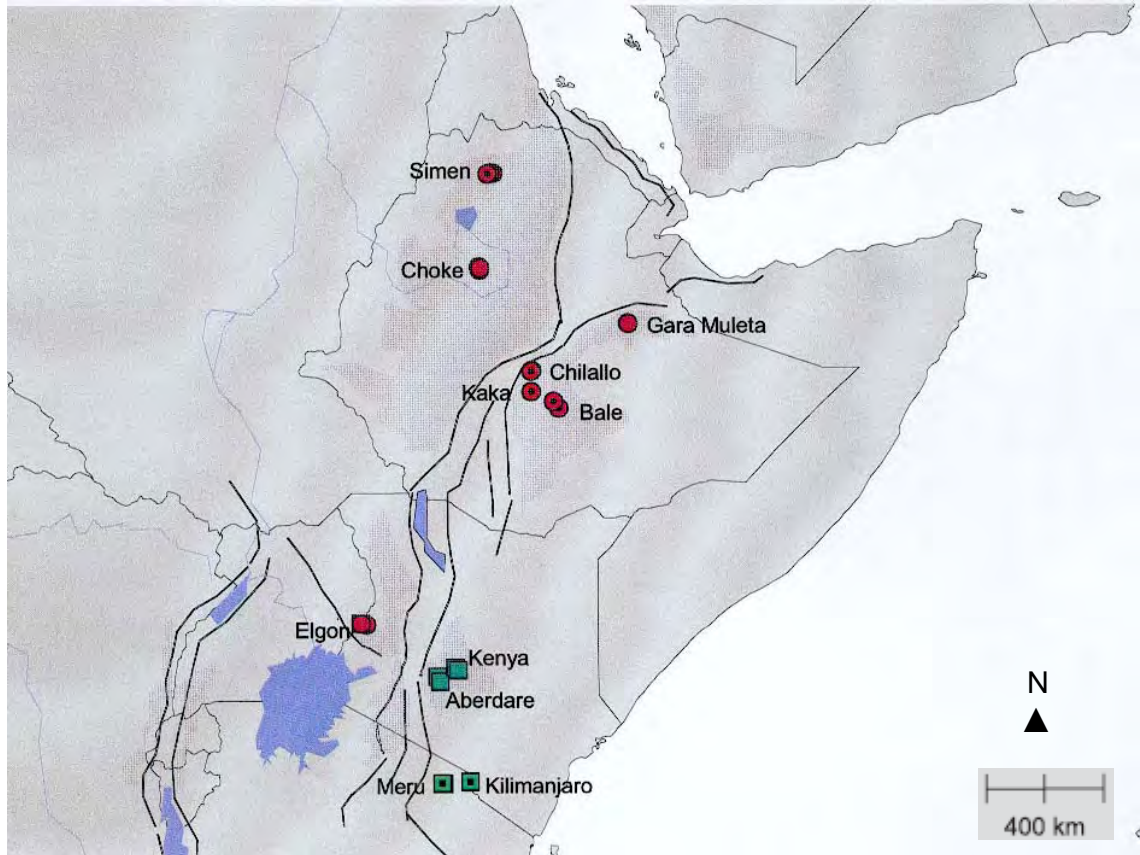 Simen
Choke
Gara Muleta
Chilallo
Kaka
Bale
Elgon
Kenya
Aberdare
N
Meru
Kilimanjaro
400 km